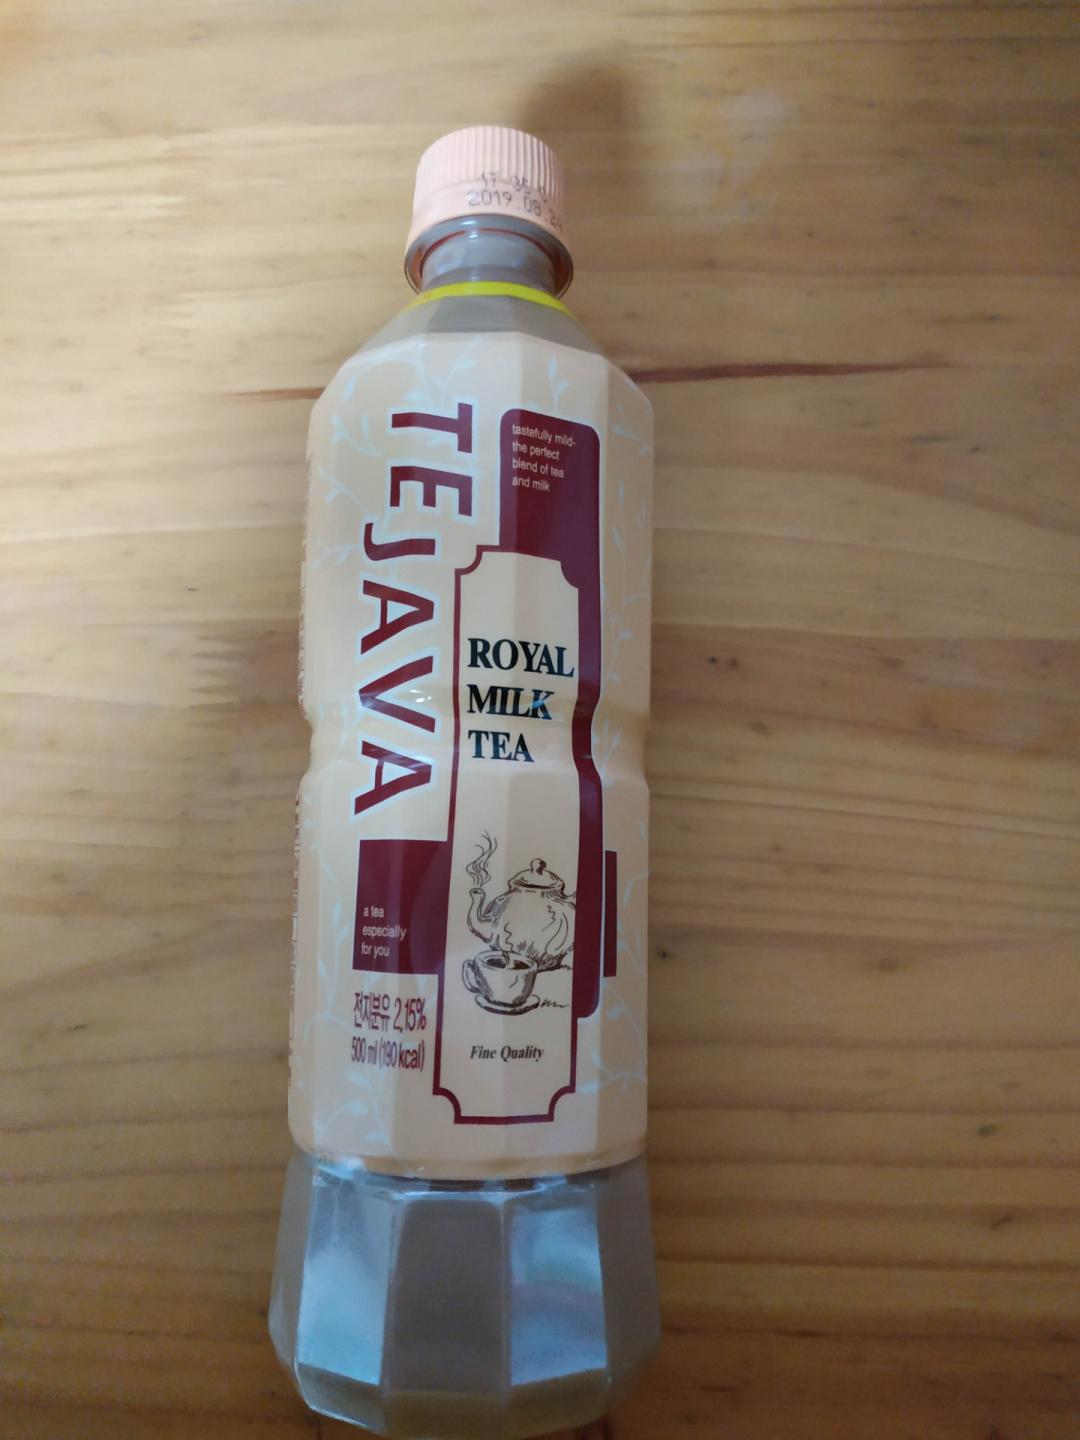 2019.08.24
TEJAVA
tastefully mild-
the perfect
blend of tea
and milk
ROYAL
MILK
TEA
a tea
especially
for you
전지분유 2.15%
500 ml (190 kcal)
Fine Quality